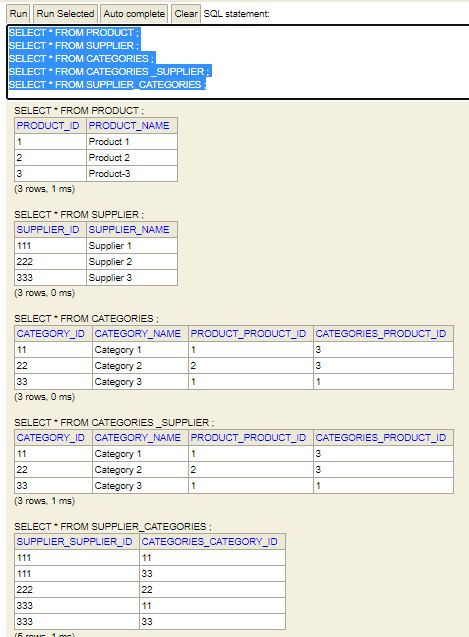 Run Run Selected Auto complete Clear SQL statement:
SELECT * FROM PRODUCT ;
SELECT * FROM SUPPLIER ;
SELECT * FROM CATEGORIES ;
SELECT * FROM CATEGORIES _SUPPLIER ;
SELECT * FROM SUPPLIER_CATEGORIES ;
SELECT * FROM PRODUCT ;
PRODUCT_ID PRODUCT_NAME
1 Product 1
2 Product 2
3 Product-3
(3 rows, 1 ms)
SELECT * FROM SUPPLIER ;
SUPPLIER_ID SUPPLIER_NAME
111 Supplier 1
222 Supplier 2
333 Supplier 3
(3 rows, 0 ms)
SELECT * FROM CATEGORIES ;
CATEGORY_ID CATEGORY_NAME PRODUCT_PRODUCT_ID CATEGORIES_PRODUCT_ID
11 Category 1 1 3
22 Category 2 2 3
33 Category 3 1 1
(3 rows, 0 ms)
SELECT * FROM CATEGORIES _SUPPLIER ;
CATEGORY_ID CATEGORY_NAME PRODUCT_PRODUCT_ID CATEGORIES_PRODUCT_ID
11 Category 1 1 3
22 Category 2 2 3
33 Category 3 1 1
(3 rows, 1 ms)
SELECT * FROM SUPPLIER_CATEGORIES ;
SUPPLIER_SUPPLIER_ID CATEGORIES_CATEGORY_ID
111 11
111 33
222 22
333 11
333 33
(5 rows, 1 ms)